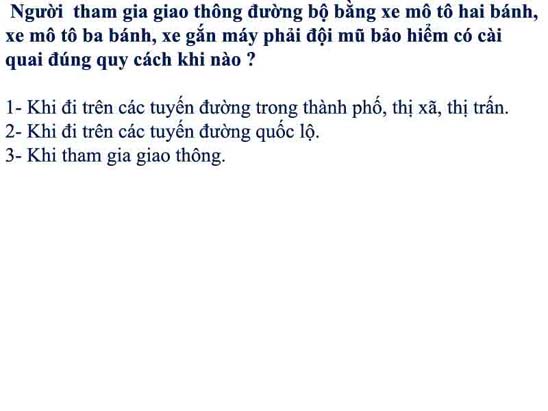 Người tham gia giao thông đường bộ bằng xe mô tô hai bánh,
xe mô tô ba bánh, xe gắn máy phải đội mũ bảo hiểm có cài
quai đúng quy cách khi nào ?
1- Khi đi trên các tuyến đường trong thành phố, thị xã, thị trấn.
2- Khi đi trên các tuyến đường quốc lộ.
3- Khi tham gia giao thông.